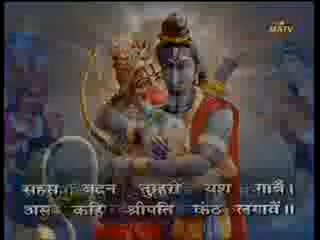 MATV
सहस बदन तुम्हरो यश गावैं।
अस कहि श्रीपति कंठ लगावैं॥